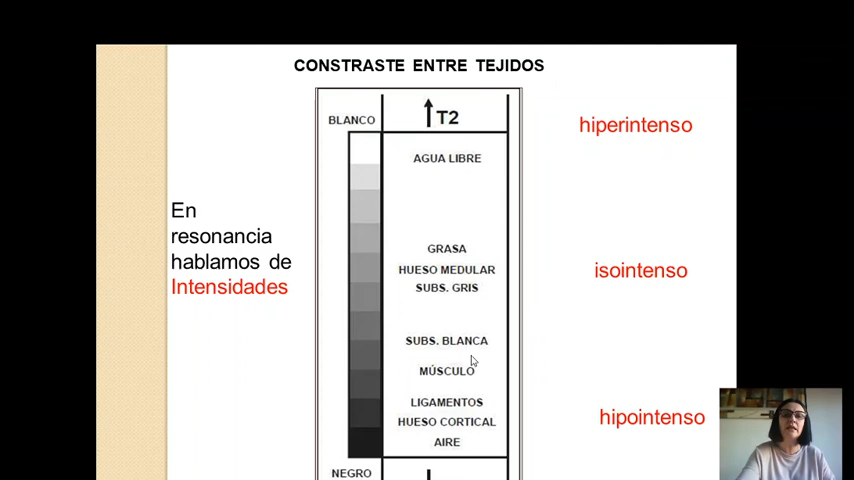 CONSTRASTE ENTRE TEJIDOS
BLANCO
T2
hiperintenso
AGUA LIBRE
En
resonancia
hablamos de
Intensidades
GRASA
HUESO MEDULAR
SUBS. GRIS
isointenso
SUBS. BLANCA
MÚSCULO
LIGAMENTOS
HUESO CORTICAL
AIRE
hipointenso
NEGRO